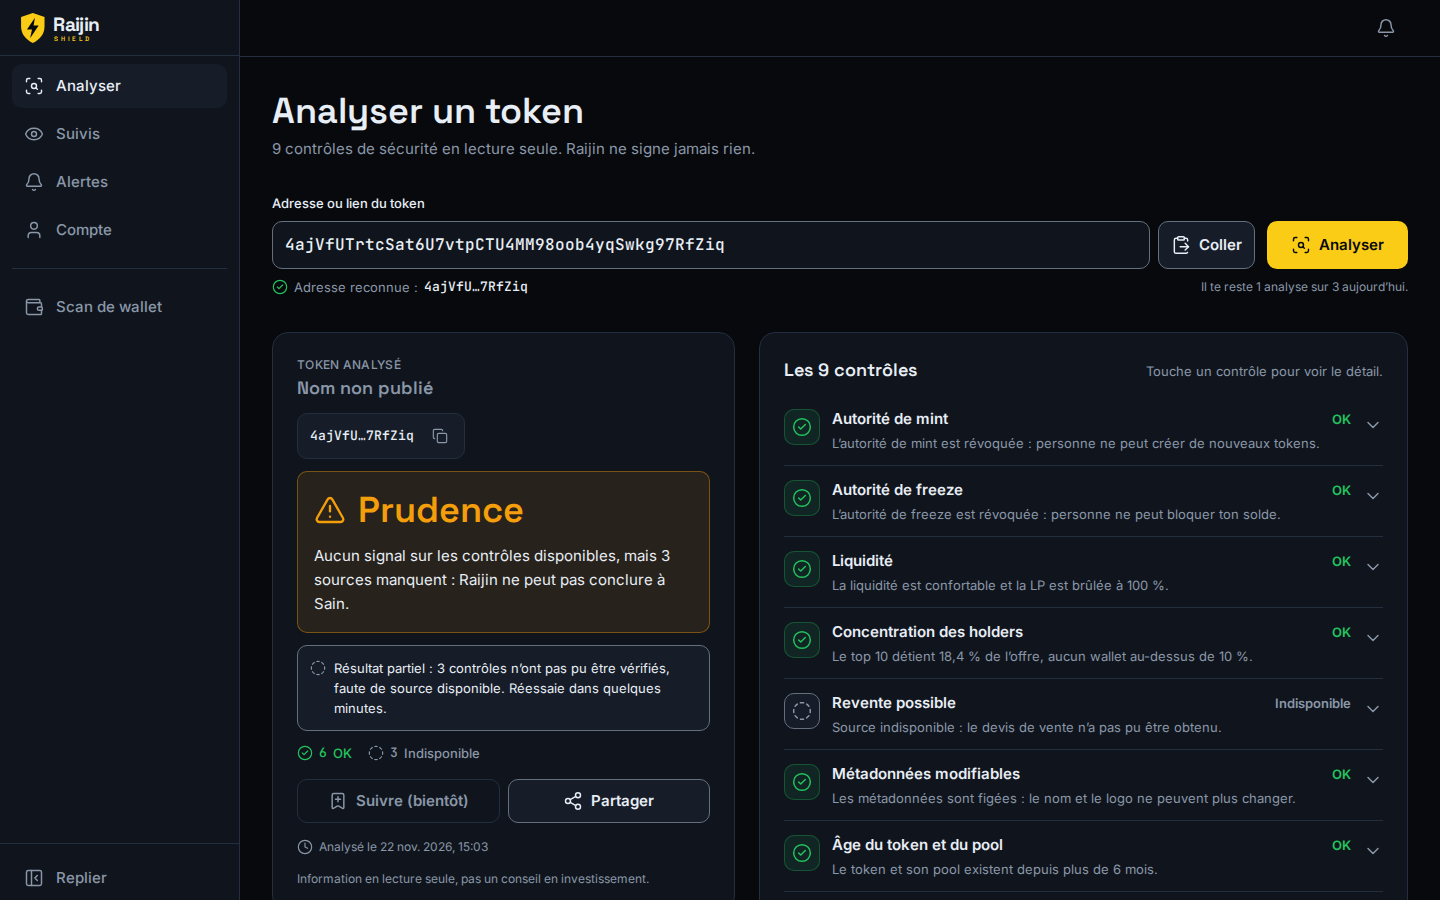 Raijin
SHIELD
Analyser
Suivis
Alertes
Compte
Scan de wallet
Replier
Analyser un token
9 contrôles de sécurité en lecture seule. Raijin ne signe jamais rien.
Adresse ou lien du token
4ajVfUTrtcSat6U7vtpCTU4MM98oob4yqSwkg97RfZiq
Coller
Analyser
Adresse reconnue : 4ajVfU…7RfZiq
Il te reste 1 analyse sur 3 aujourd’hui.
TOKEN ANALYSÉ
Nom non publié
4ajVfU…7RfZiq
Prudence
Aucun signal sur les contrôles disponibles, mais 3
sources manquent : Raijin ne peut pas conclure à
Sain.
Résultat partiel : 3 contrôles n’ont pas pu être vérifiés,
faute de source disponible. Réessaie dans quelques
minutes.
6 OK 3 Indisponible
Suivre (bientôt)
Partager
Analysé le 22 nov. 2026, 15:03
Information en lecture seule, pas un conseil en investissement.
Les 9 contrôles
Touche un contrôle pour voir le détail.
Autorité de mint
OK
L’autorité de mint est révoquée : personne ne peut créer de nouveaux tokens.
Autorité de freeze
OK
L’autorité de freeze est révoquée : personne ne peut bloquer ton solde.
Liquidité
OK
La liquidité est confortable et la LP est brûlée à 100 %.
Concentration des holders
OK
Le top 10 détient 18,4 % de l’offre, aucun wallet au-dessus de 10 %.
Revente possible
Indisponible
Source indisponible : le devis de vente n’a pas pu être obtenu.
Métadonnées modifiables
OK
Les métadonnées sont figées : le nom et le logo ne peuvent plus changer.
Âge du token et du pool
OK
Le token et son pool existent depuis plus de 6 mois.